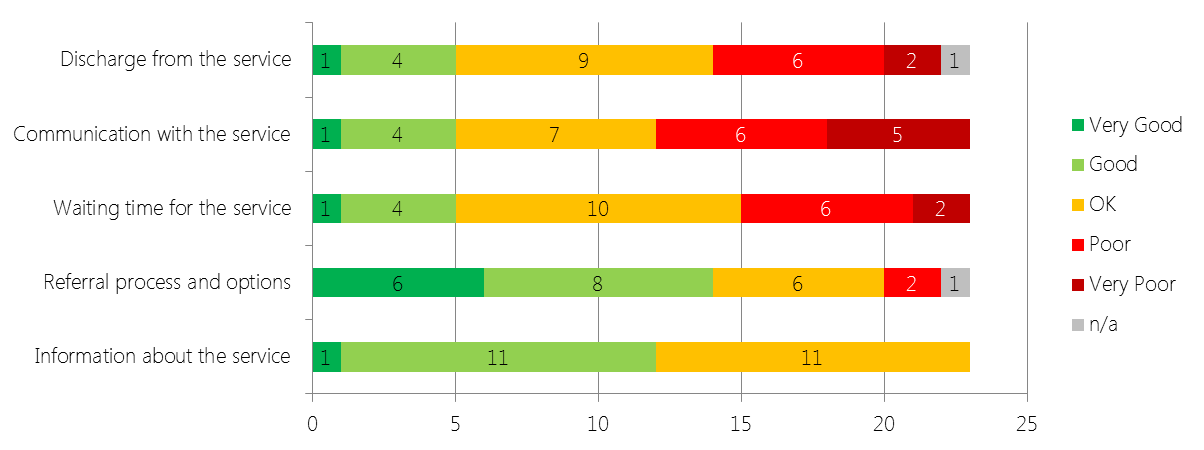 Discharge from the service 1 4 9 6 2 1
Communication with the service 1 4 7 6 5
Waiting time for the service 1 4 10 6 2
Referral process and options 6 8 6 2 1
Information about the service 1 11 11
0 5 10 15 20 25
Very Good
Good
OK
Poor
Very Poor
n/a